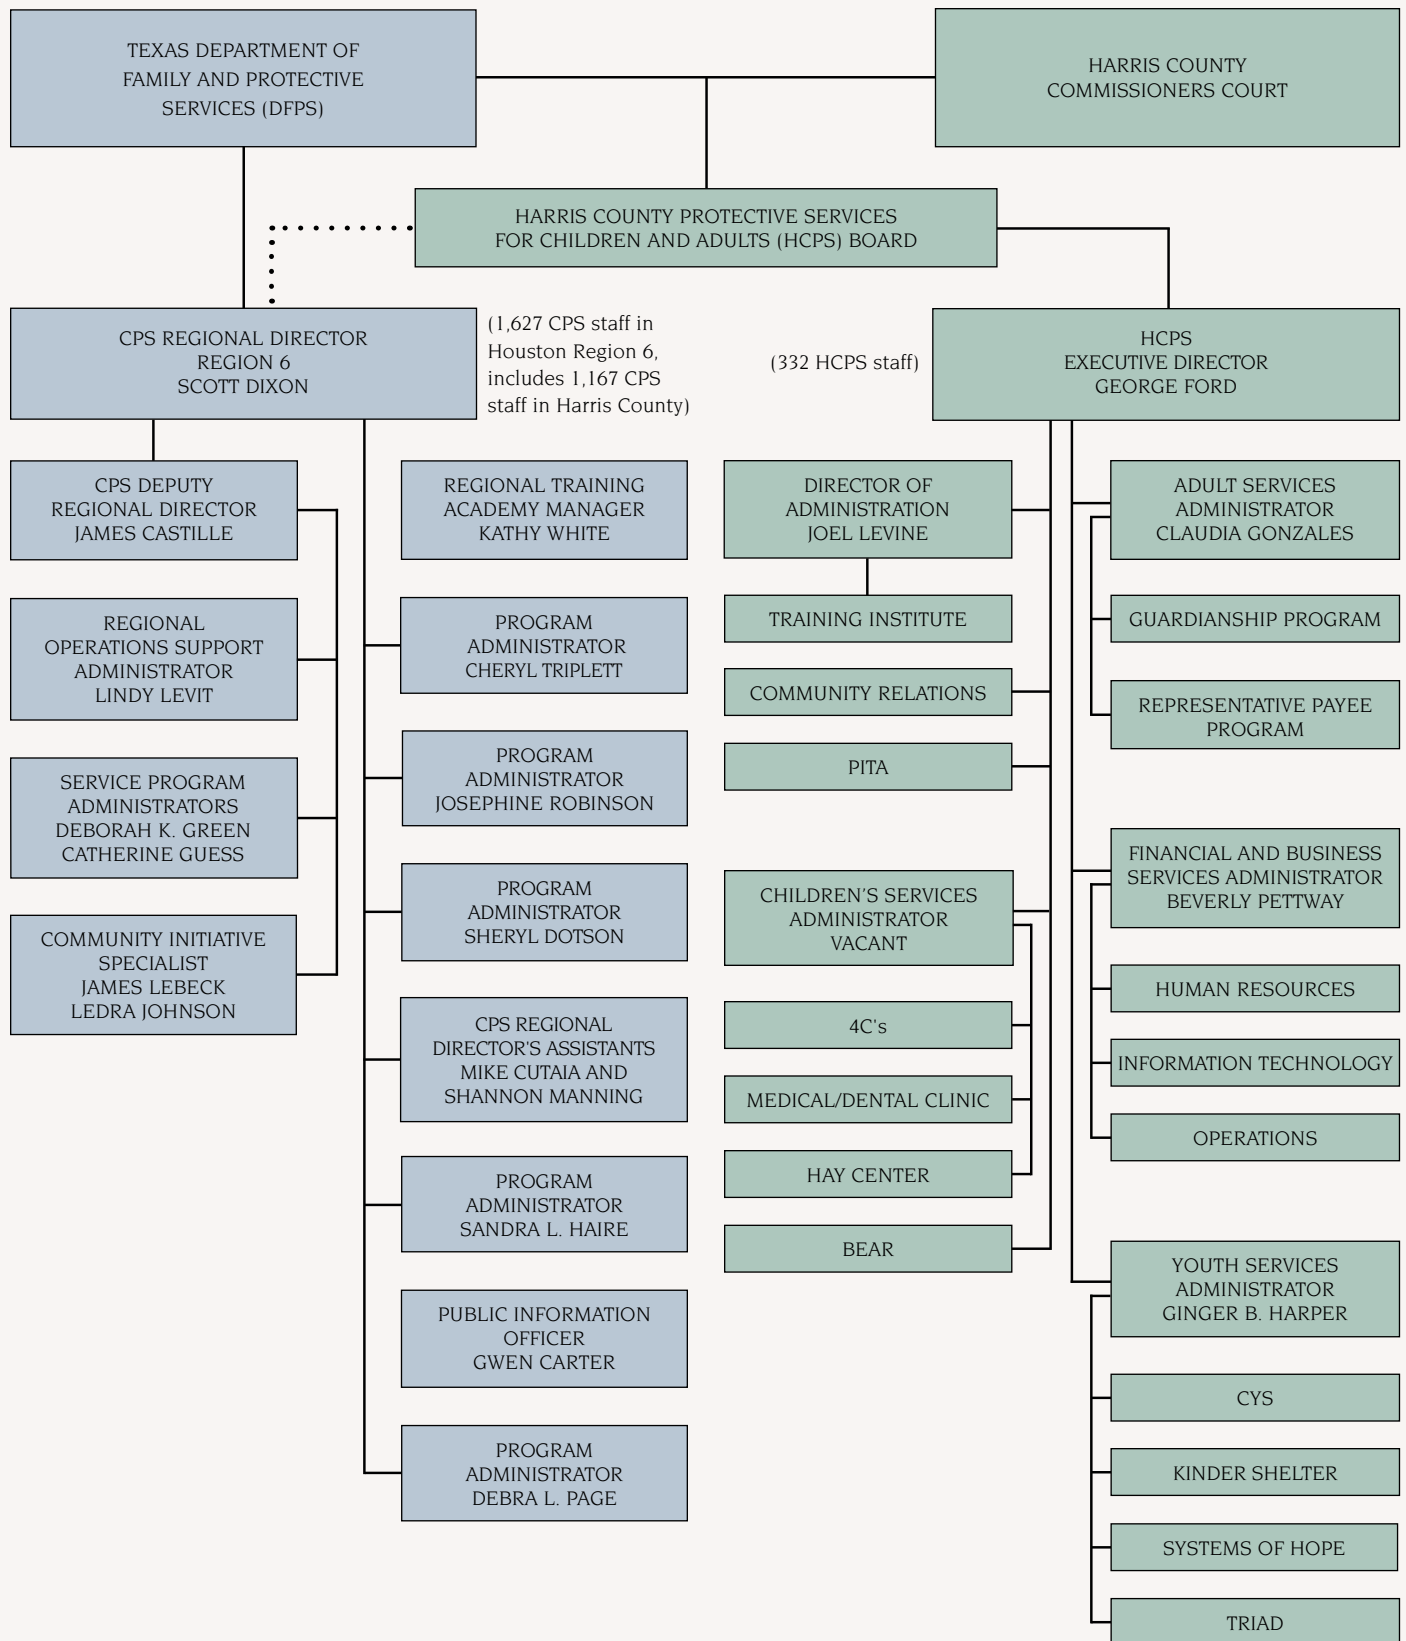 TEXAS DEPARTMENT OF
FAMILY AND PROTECTIVE
SERVICES (DFPS)
HARRIS COUNTY
COMMISSIONERS COURT
HARRIS COUNTY PROTECTIVE SERVICES
FOR CHILDREN AND ADULTS (HCPS) BOARD
CPS REGIONAL DIRECTOR
REGION 6
SCOTT DIXON
(1,627 CPS staff in
Houston Region 6,
includes 1,167 CPS
staff in Harris County)
(332 HCPS staff)
HCPS
EXECUTIVE DIRECTOR
GEORGE FORD
CPS DEPUTY
REGIONAL DIRECTOR
JAMES CASTILLE
REGIONAL
OPERATIONS SUPPORT
ADMINISTRATOR
LINDY LEVIT
SERVICE PROGRAM
ADMINISTRATORS
DEBORAH K. GREEN
CATHERINE GUESS
COMMUNITY INITIATIVE
SPECIALIST
JAMES LEBECK
LEDRA JOHNSON
REGIONAL TRAINING
ACADEMY MANAGER
KATHY WHITE
PROGRAM
ADMINISTRATOR
CHERYL TRIPLETT
PROGRAM
ADMINISTRATOR
JOSEPHINE ROBINSON
PROGRAM
ADMINISTRATOR
SHERYL DOTSON
CPS REGIONAL
DIRECTOR'S ASSISTANTS
MIKE CUTAIA AND
SHANNON MANNING
PROGRAM
ADMINISTRATOR
SANDRA L. HAIRE
PUBLIC INFORMATION
OFFICER
GWEN CARTER
PROGRAM
ADMINISTRATOR
DEBRA L. PAGE
DIRECTOR OF
ADMINISTRATION
JOEL LEVINE
TRAINING INSTITUTE
COMMUNITY RELATIONS
PITA
CHILDREN'S SERVICES
ADMINISTRATOR
VACANT
4C's
MEDICAL/DENTAL CLINIC
HAY CENTER
BEAR
ADULT SERVICES
ADMINISTRATOR
CLAUDIA GONZALES
GUARDIANSHIP PROGRAM
REPRESENTATIVE PAYEE
PROGRAM
FINANCIAL AND BUSINESS
SERVICES ADMINISTRATOR
BEVERLY PETTWAY
HUMAN RESOURCES
INFORMATION TECHNOLOGY
OPERATIONS
YOUTH SERVICES
ADMINISTRATOR
GINGER B. HARPER
CYS
KINDER SHELTER
SYSTEMS OF HOPE
TRIAD